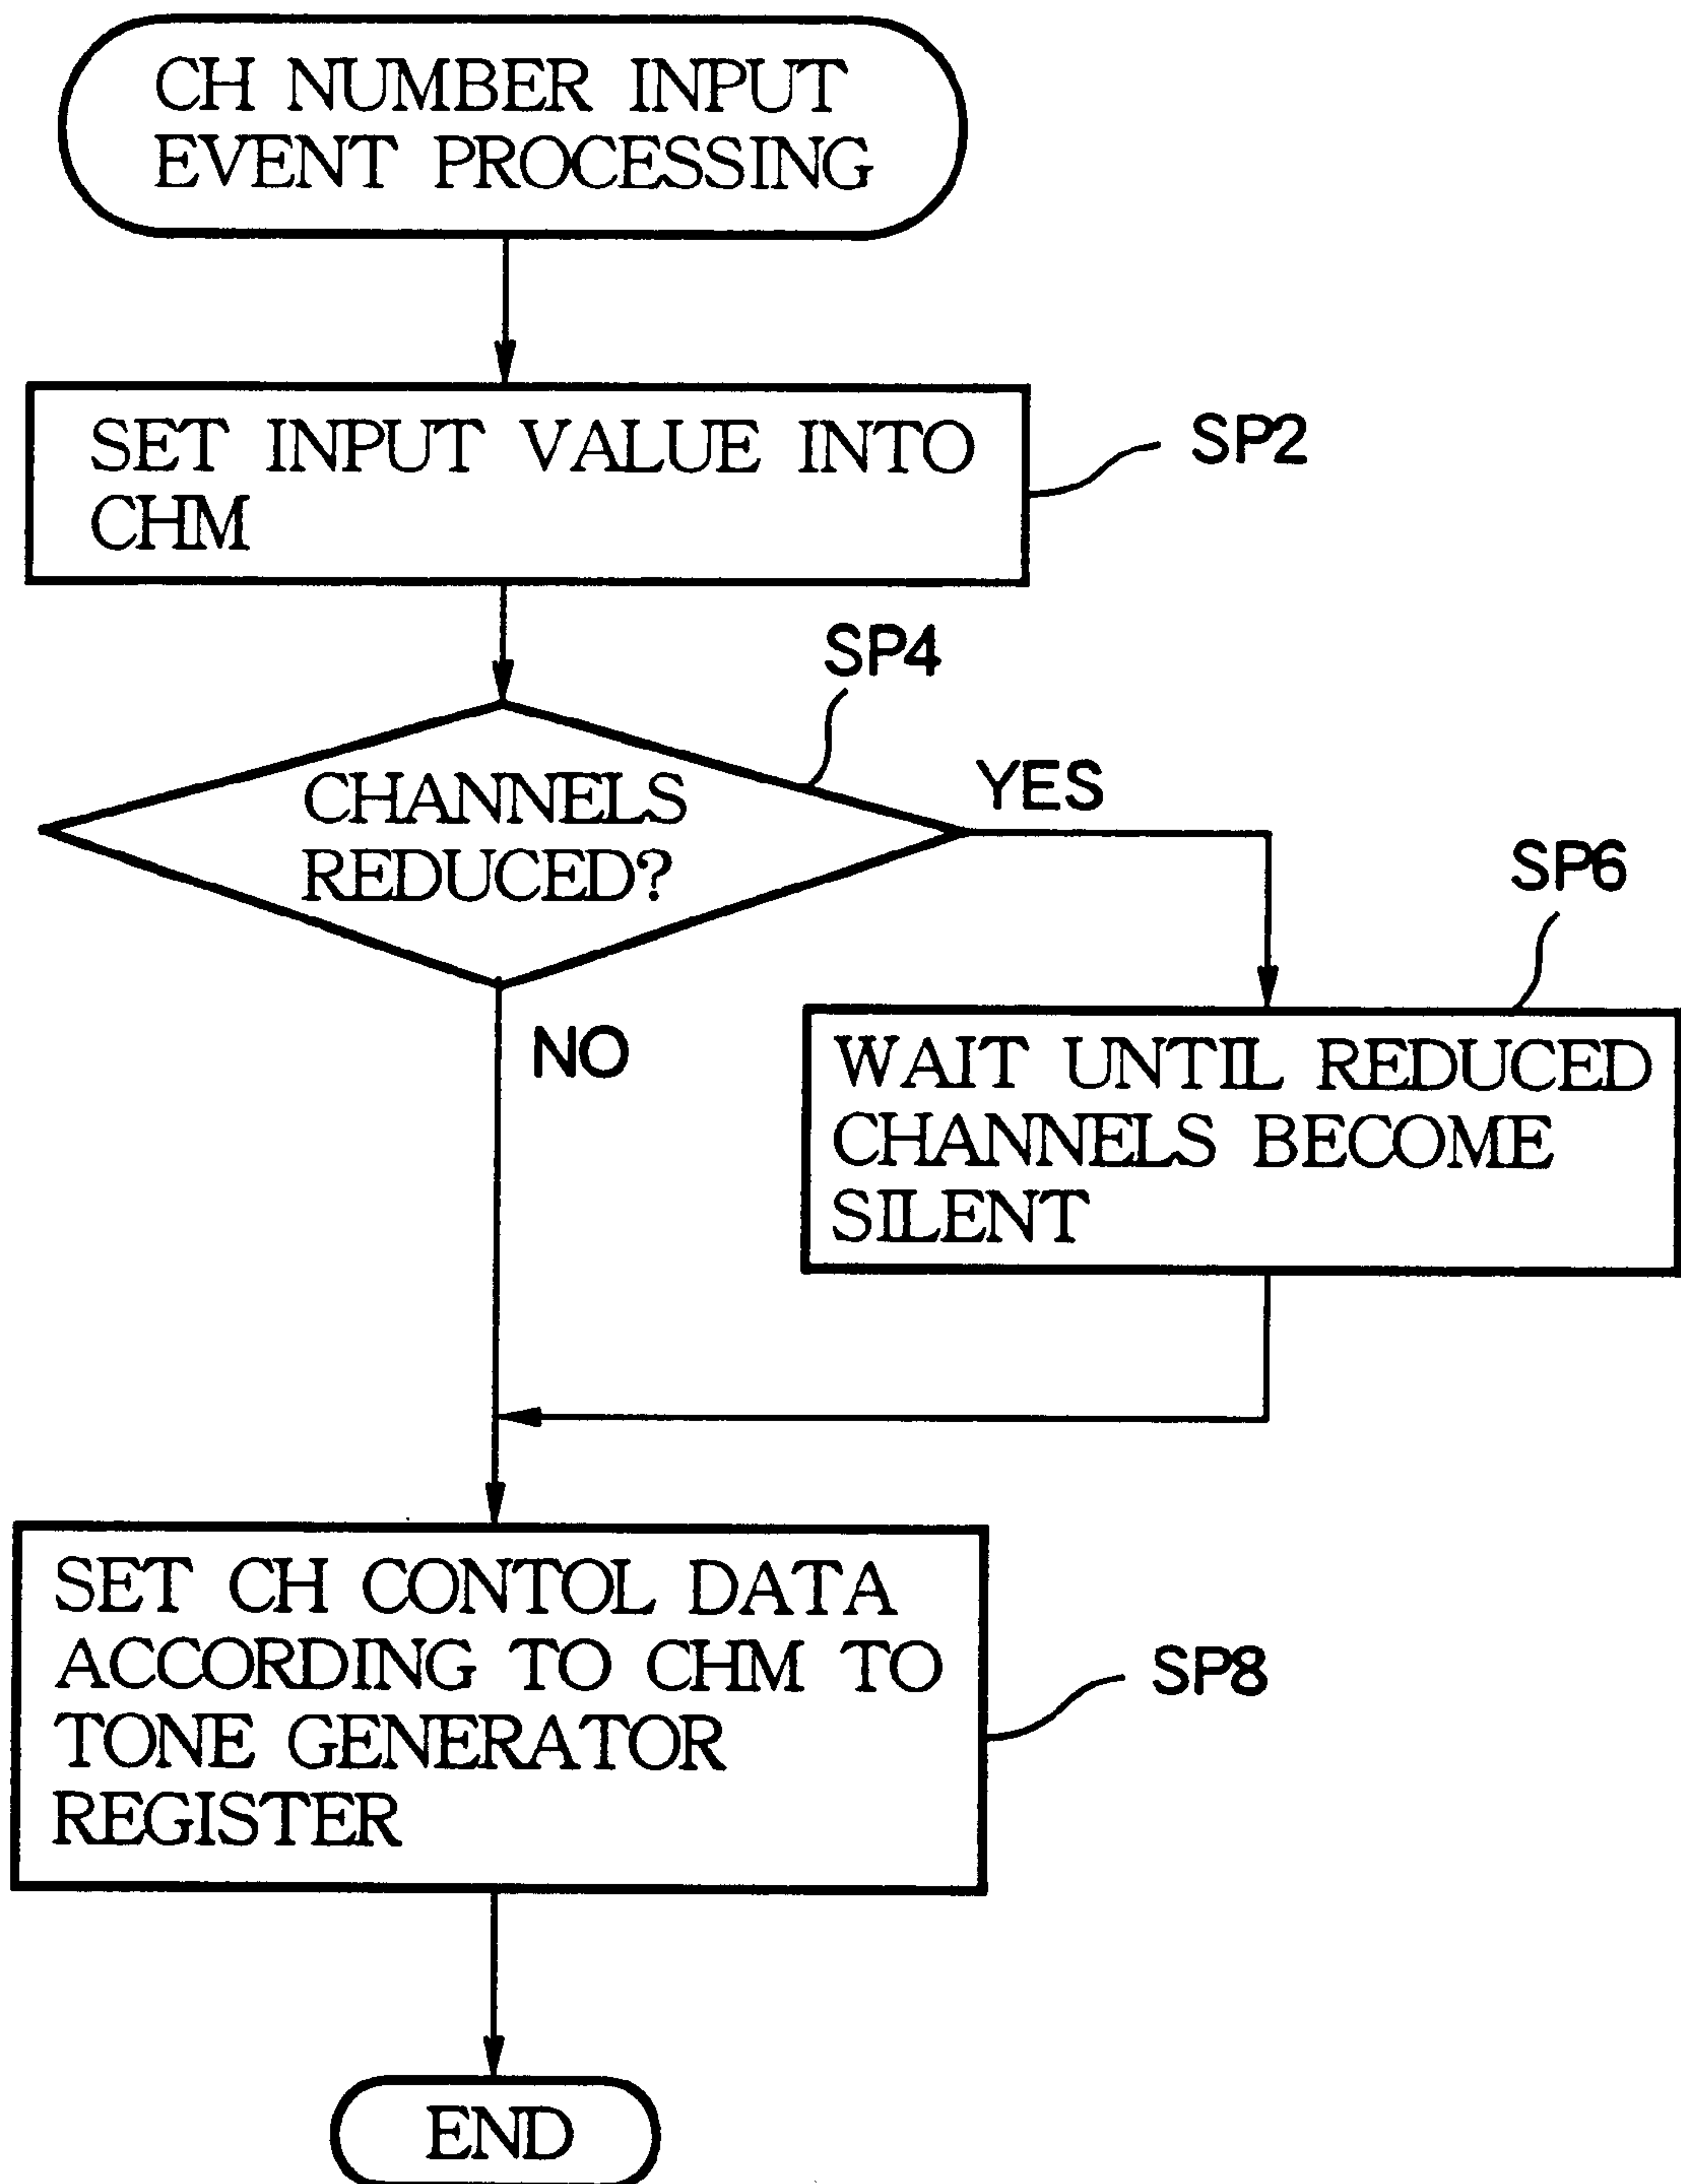 CH NUMBER INPUT
EVENT PROCESSING
SET INPUT VALUE INTO
CHM
SP2
SP4
CHANNELS
REDUCED?
YES
NO
SP6
WAIT UNTIL REDUCED
CHANNELS BECOME
SILENT
SET CH CONTOL DATA
ACCORDING TO CHM TO
TONE GENERATOR
REGISTER
SP8
END